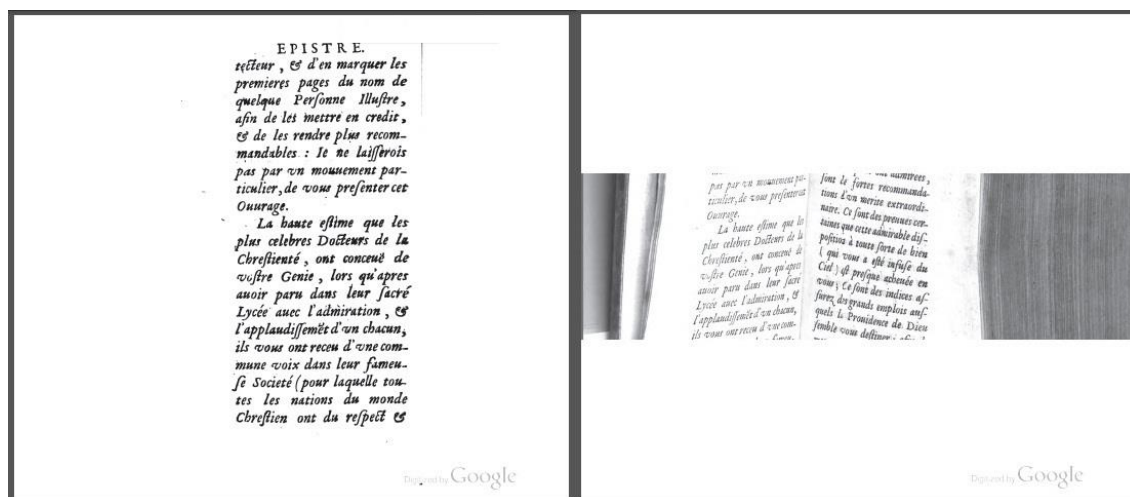 EPISTRE.
tecteur, & d'en marquer les
premieres pages du nom de
quelque Perſonne Illuſtre,
afin de les mettre en credit,
& de les rendre plus recom-
mandables : Ie ne laiſſerois
pas par vn mouuement par-
ticulier, de vous preſenter cet
Ouurage.
La haute eſtime que les
plus celebres Docteurs de la
Chreſtienté, ont conceuë de
voſtre Genie, lors qu'apres
auoir paru dans leur ſacré
Lycée auec l'admiration, &
l'applaudiſſemẽt d'vn chacun,
ils vous ont receu d'vne com-
mune voix dans leur fameu-
ſe Societé (pour laquelle tou-
tes les nations du monde
Chreſtien ont du reſpect &
Digitized by Google
pas par vn mouuement pa-
ticulier, de vous preſenter cet
Ouurage.
La haute eſtime que les
plus celebres Docteurs de la
Chreſtienté, ont conceuë de
voſtre Genie, lors qu'apres
auoir paru dans leur ſacré
Lycée auec l'admiration, &
l'applaudiſſemẽt d'vn chacun,
ils vous ont receu d'vne com-
admirées,
ſont de fortes recommanda-
tions d'vn merite extraordi-
naire. Ce ſont des preuues cer-
taines que cette admirable diſ-
poſition à toute ſorte de bien
(qui vous a eſté infuſe du
Ciel) eſt preſque acheuée en
vous; Ce ſont des indices aſ-
ſurez des grands emplois auſ-
quels la Prouidence de Dieu
ſemble vous deſtiner
Digitized by Google